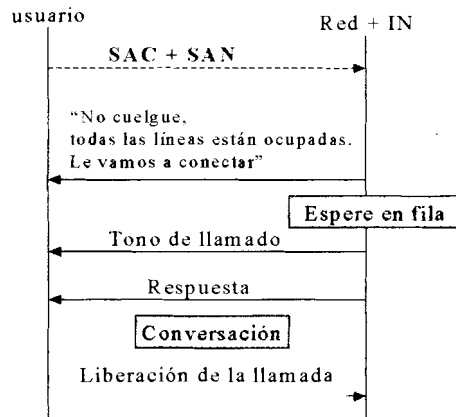 usuario
Red + IN
SAC + SAN
“No cuelgue,
todas las líneas están ocupadas.
Le vamos a conectar”
Espere en fila
Tono de llamado
Respuesta
Conversación
Liberación de la llamada